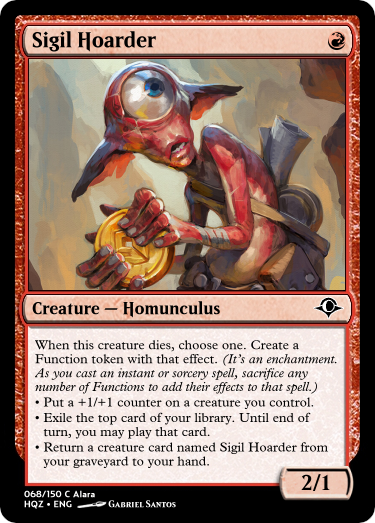 Sigil Hoarder
Creature — Homunculus
When this creature dies, choose one. Create a
Function token with that effect. (It's an enchantment.
As you cast an instant or sorcery spell, sacrifice any
number of Functions to add their effects to that spell.)
• Put a +1/+1 counter on a creature you control.
• Exile the top card of your library. Until end of
turn, you may play that card.
• Return a creature card named Sigil Hoarder from
your graveyard to your hand.
2/1
068/150 C Alara
HQZ • ENG Gabriel Santos